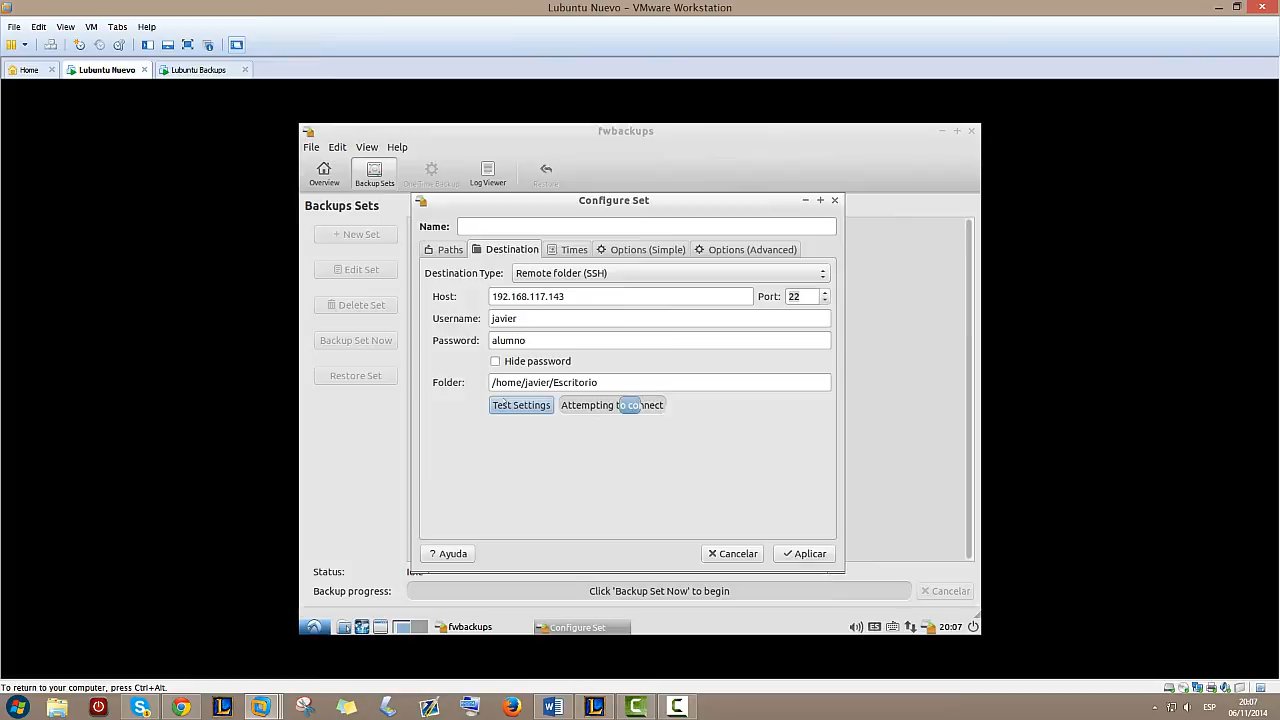 Lubuntu Nuevo - VMware Workstation
File Edit View VM Tabs Help
Home Lubuntu Nuevo Lubuntu Backups
fwbackups
File Edit View Help
Overview Backup Sets One-Time Backup Log Viewer Restore
Backups Sets
Configure Set
Name:
+ New Set
Paths Destination Times Options (Simple) Options (Advanced)
Edit Set
Destination Type: Remote folder (SSH)
Host: 192.168.117.143 Port: 22
Delete Set
Username: javier
Backup Set Now
Password: alumno
Hide password
Restore Set
Folder: /home/javier/Escritorio
Test Settings Attempting to connect
? Ayuda Cancelar Aplicar
Status: Idle
Backup progress: Click 'Backup Set Now' to begin Cancelar
fwbackups Configure Set ES 20:07
To return to your computer, press Ctrl+Alt.
ESP 20:07
06/11/2014